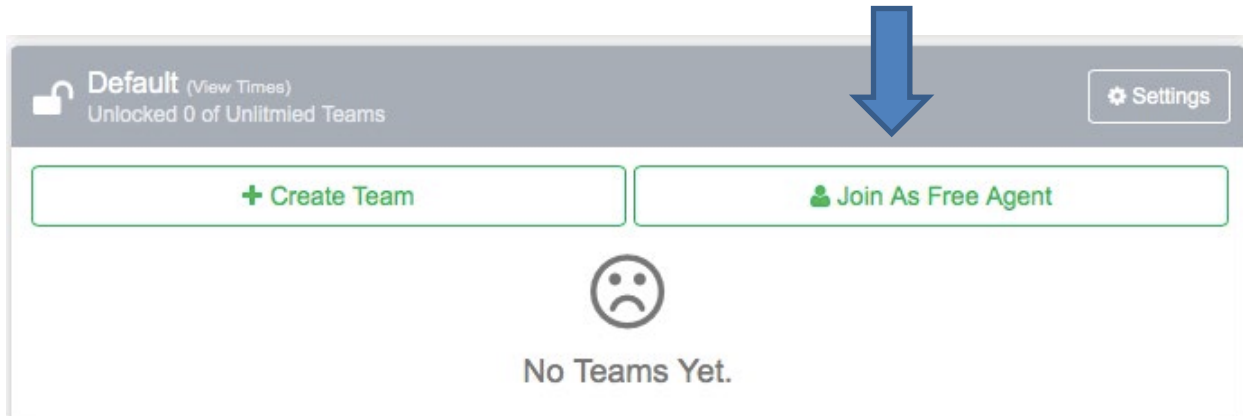 Default (View Times)
Unlocked 0 of Unlitmied Teams
Settings
+ Create Team
Join As Free Agent
No Teams Yet.